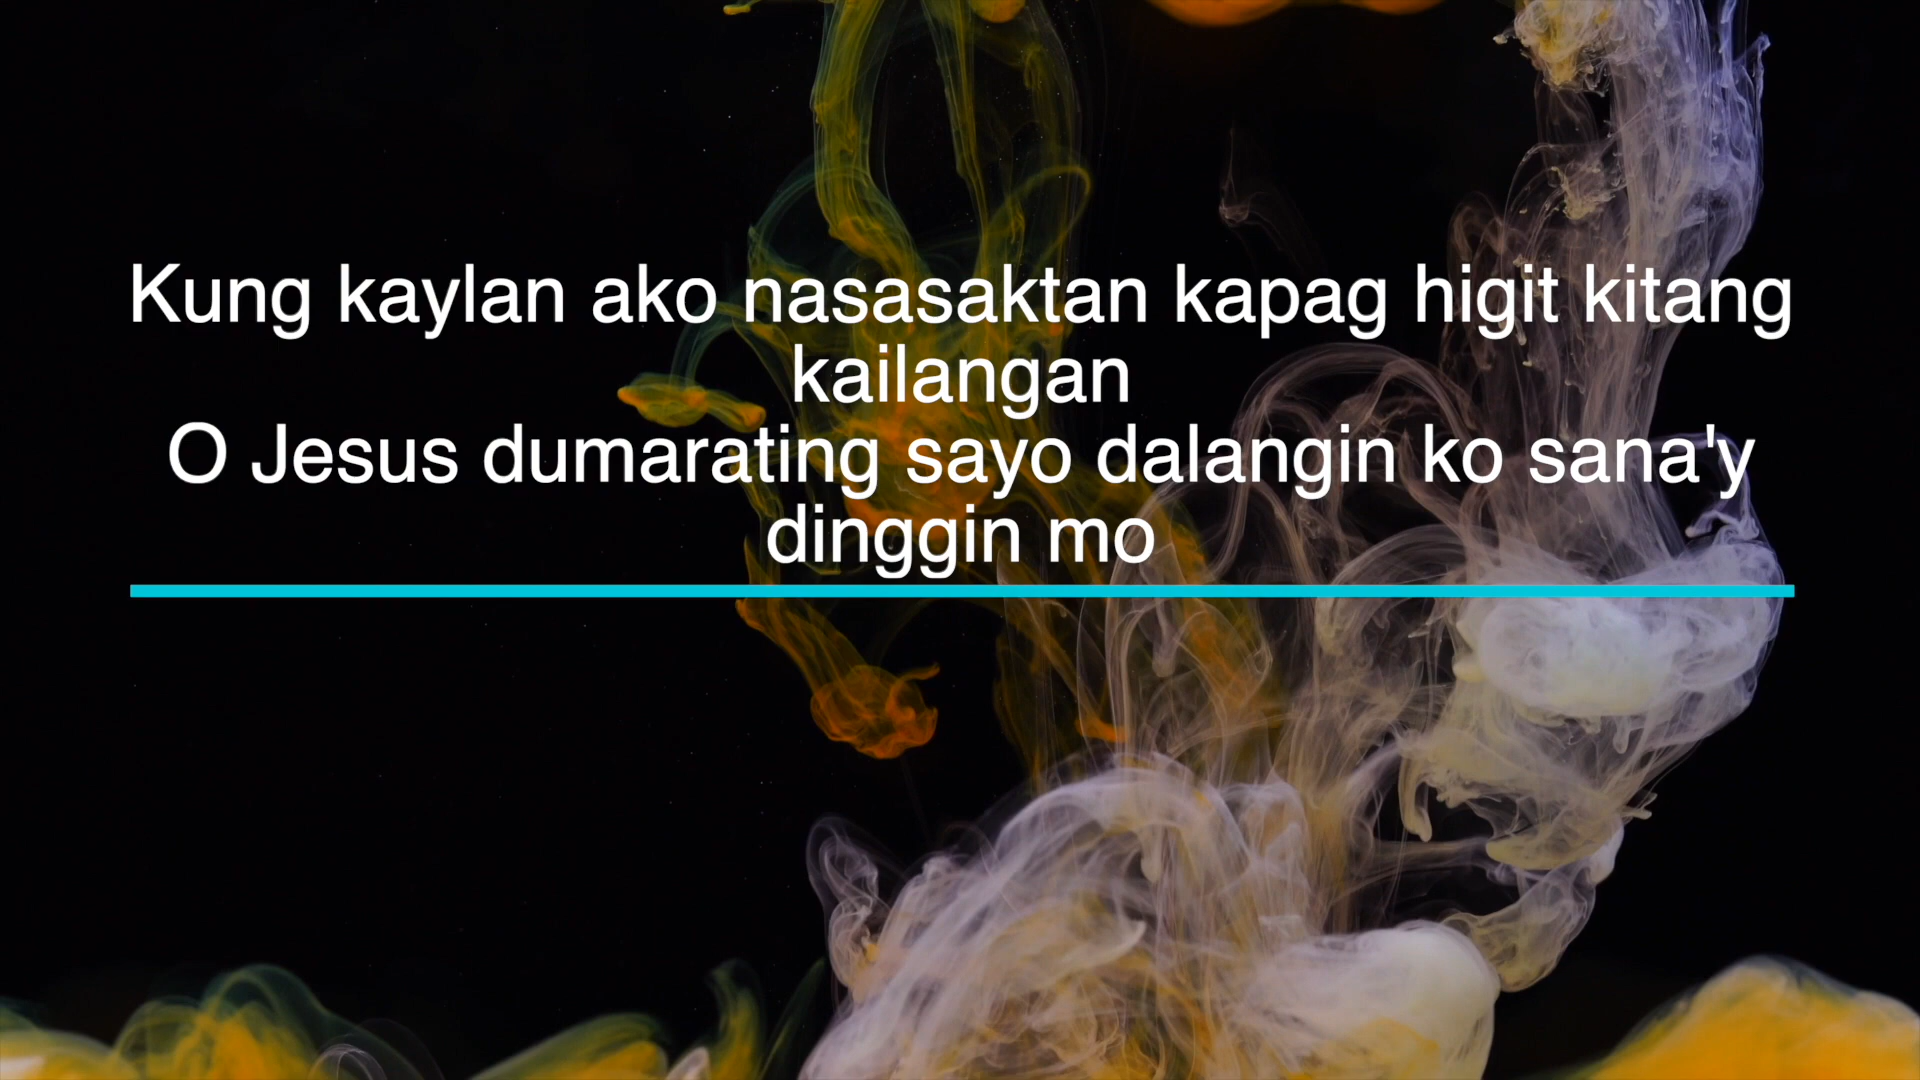 Kung kaylan ako nasasaktan kapag higit kitang
kailangan
O Jesus dumarating sayo dalangin ko sana'y
dinggin mo